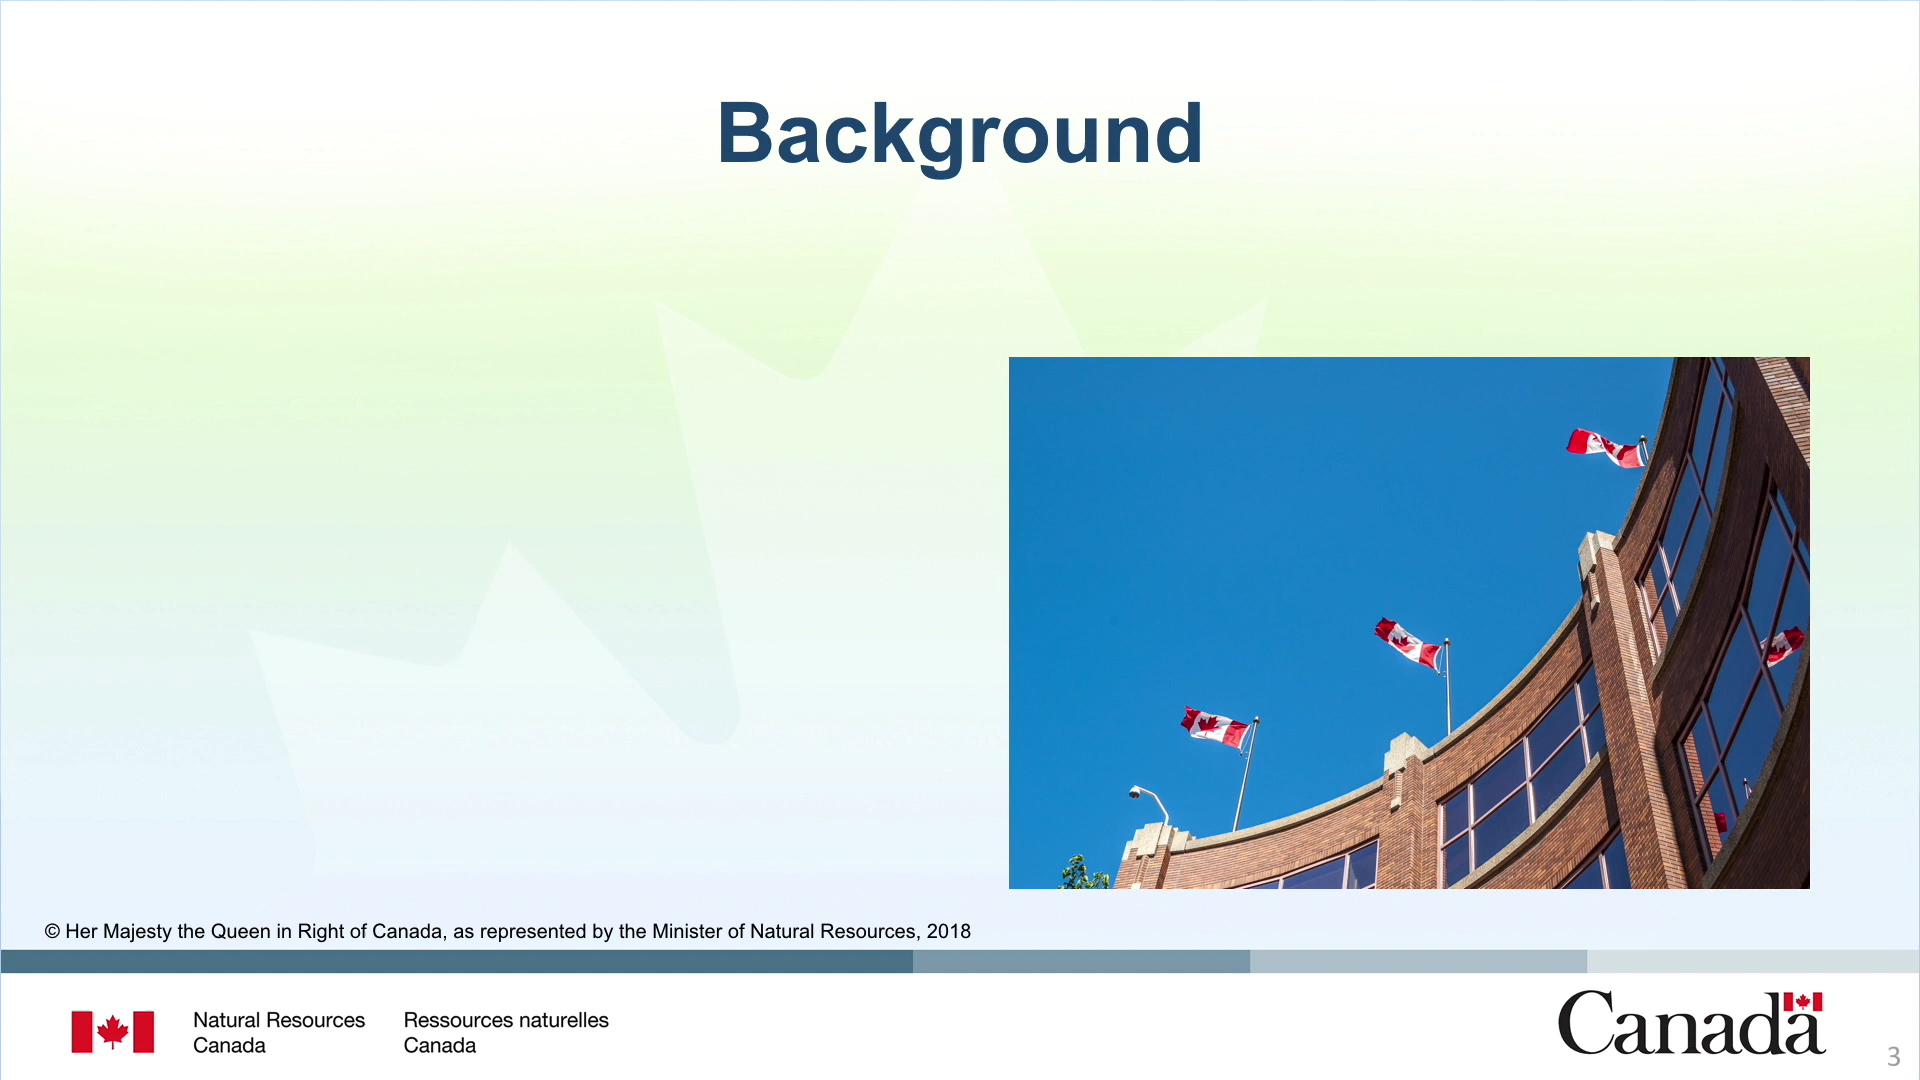 Background
© Her Majesty the Queen in Right of Canada, as represented by the Minister of Natural Resources, 2018
Natural Resources
Canada
Ressources naturelles
Canada
Canada
3